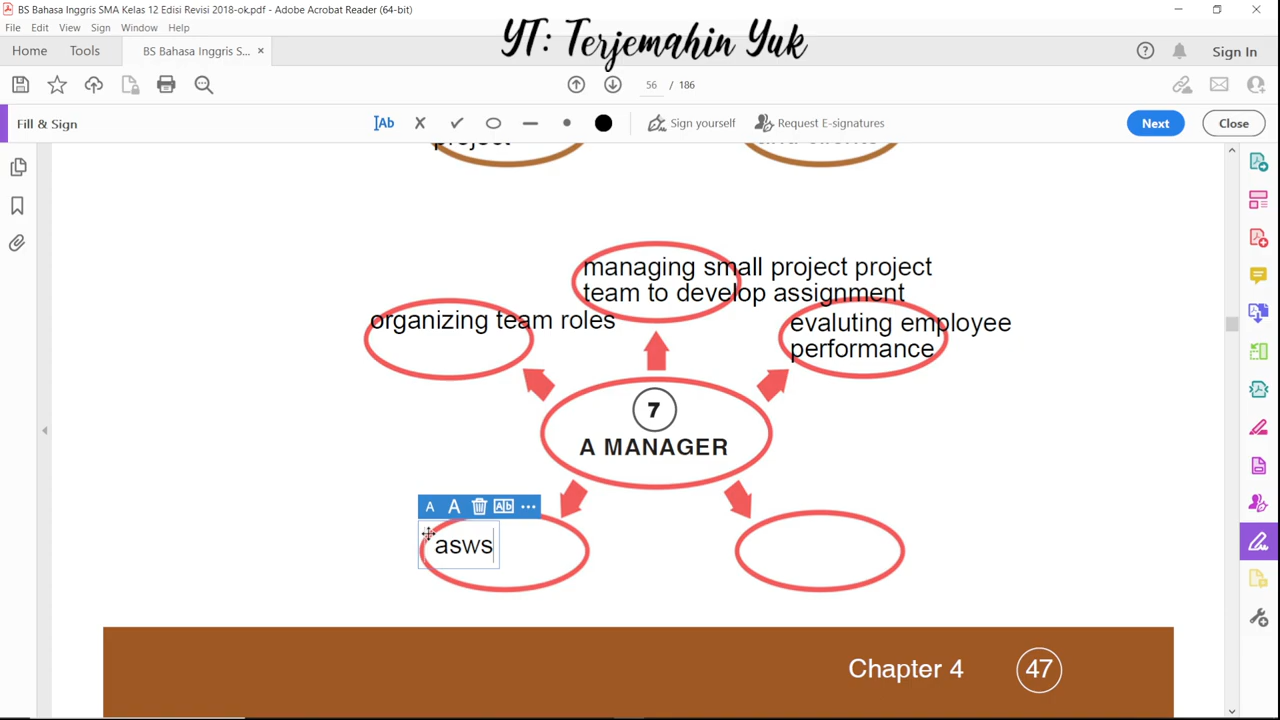 BS Bahasa Inggris SMA Kelas 12 Edisi Revisi 2018-ok.pdf - Adobe Acrobat Reader (64-bit)
File Edit View Sign Window Help
YT: Terjemahin Yuk
Home Tools BS Bahasa Inggris S... × Sign In
56 / 186
Fill & Sign Ab Sign yourself Request E-signatures Next Close
managing small project project
team to develop assignment
organizing team roles
evaluting employee
performance
7
A MANAGER
A A Ab ...
asws
Chapter 4 47